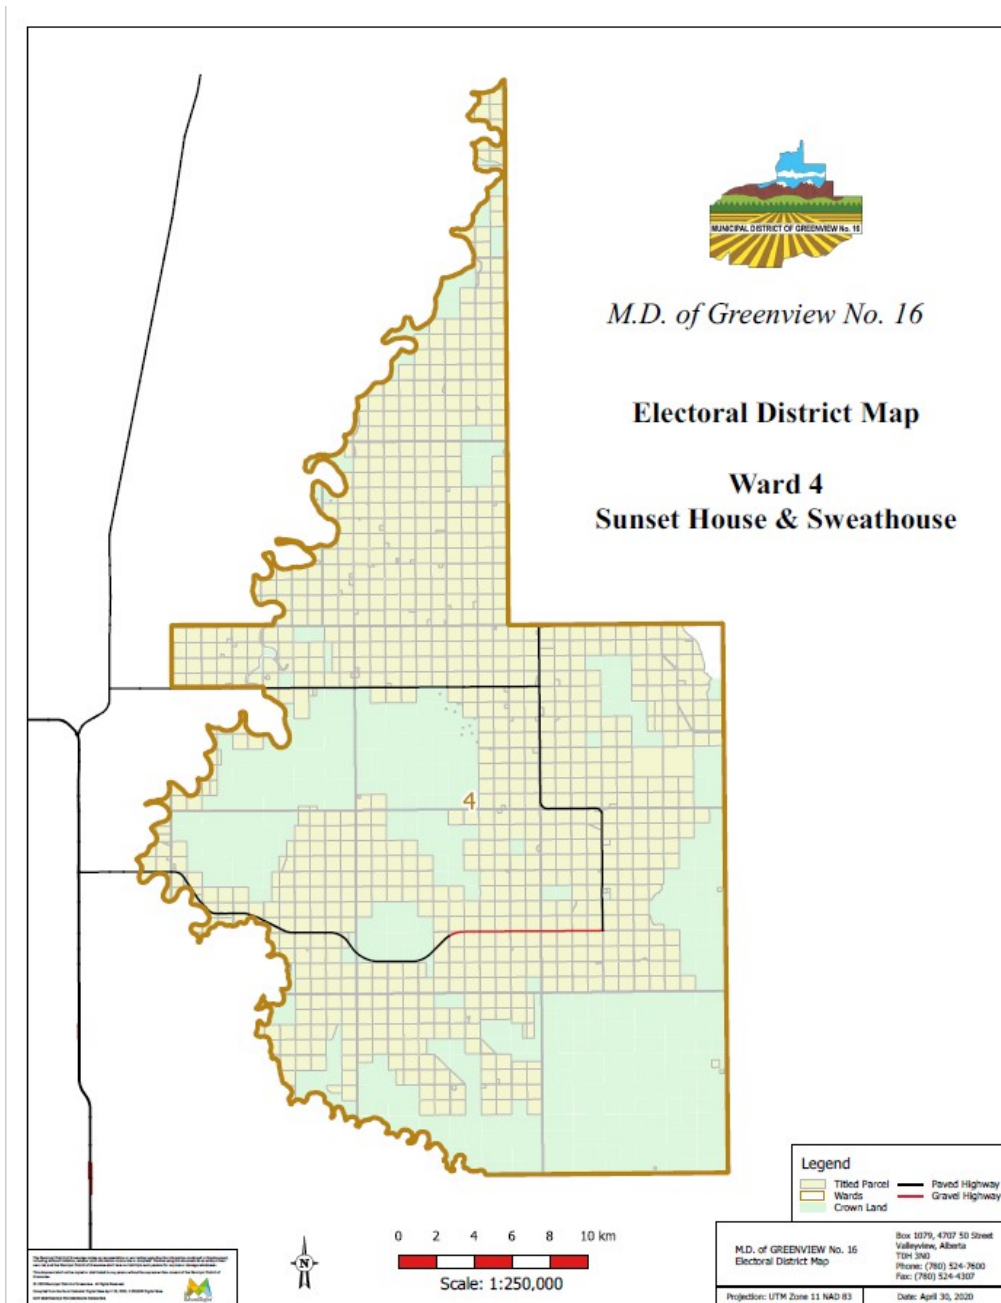 MUNICIPAL DISTRICT OF GREENVIEW No. 16
M.D. of Greenview No. 16
Electoral District Map
Ward 4
Sunset House & Sweathouse
4
Legend
Titled Parcel
Wards
Crown Land
Paved Highway
Gravel Highway
N
0 2 4 6 8 10 km
Scale: 1:250,000
M.D. of GREENVIEW No. 16
Electoral District Map
Box 1079, 4707 50 Street
Valleyview, Alberta
T0H 3N0
Phone: (780) 524-7600
Fax: (780) 524-4307
Projection: UTM Zone 11 NAD 83
Date: April 30, 2020